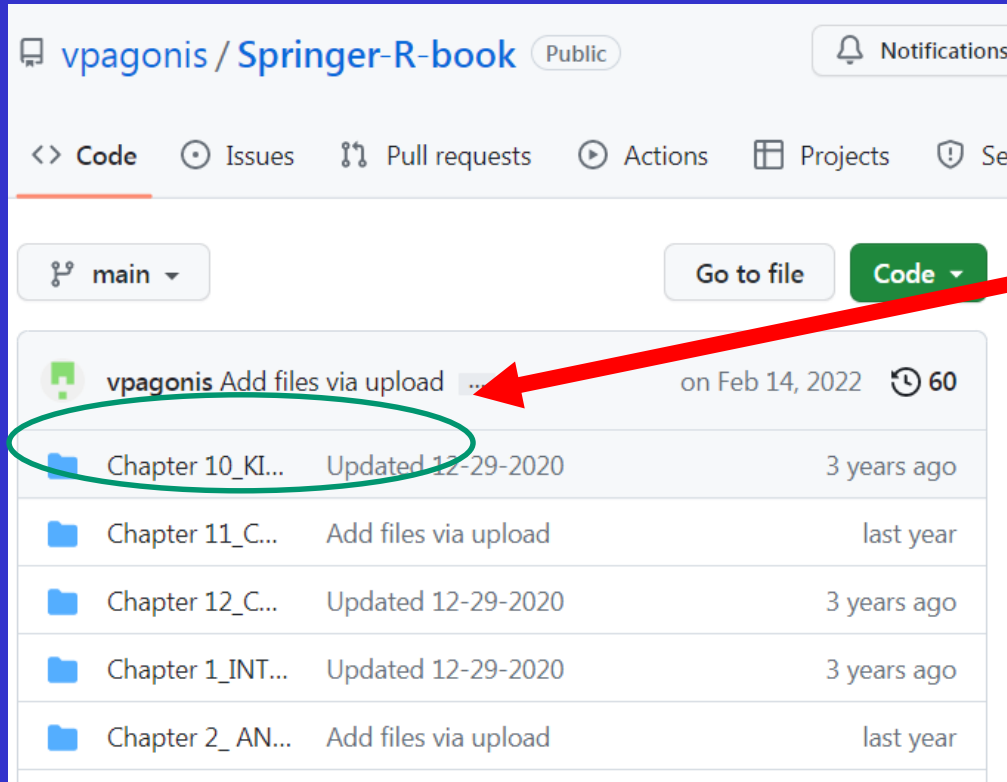 vpagonis / Springer-R-book Public Notifications
Code Issues Pull requests Actions Projects Se
main Go to file Code
vpagonis Add files via upload ... on Feb 14, 2022 60
Chapter 10_KI... Updated 12-29-2020 3 years ago
Chapter 11_C... Add files via upload last year
Chapter 12_C... Updated 12-29-2020 3 years ago
Chapter 1_INT... Updated 12-29-2020 3 years ago
Chapter 2_ AN... Add files via upload last year